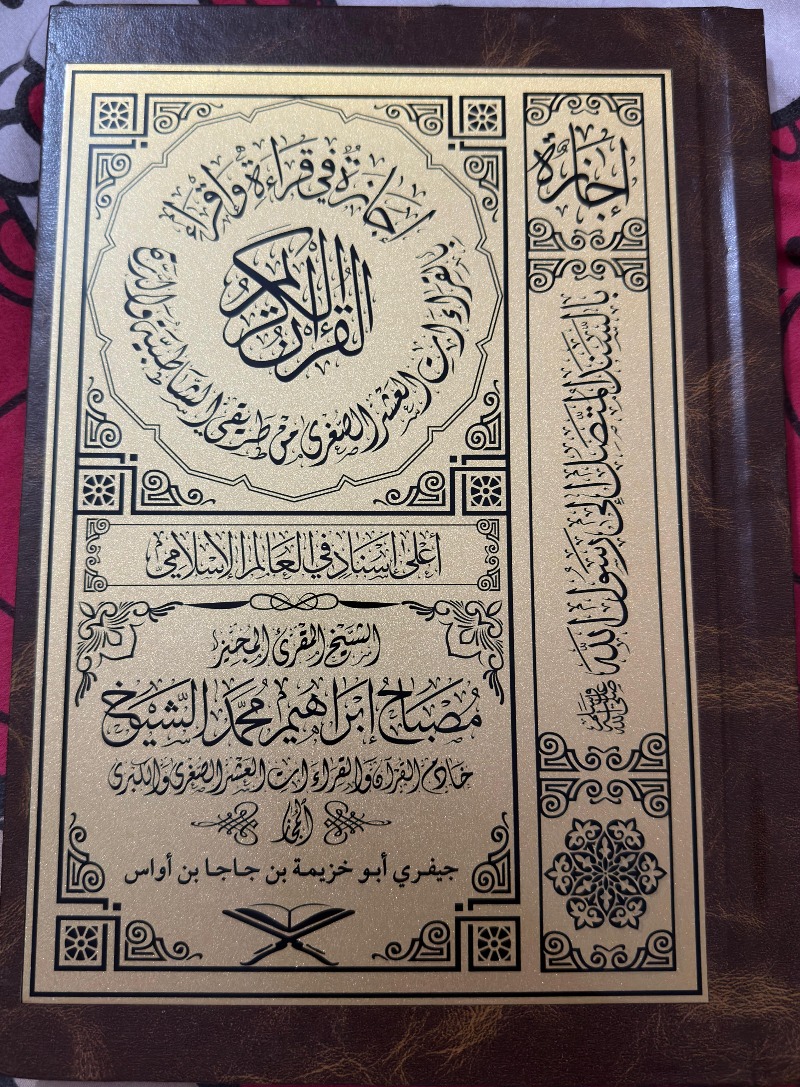 إجازة
بالسند المتصل إلى رسول الله ﷺ
إجازة في قراءة وإقراء
القرآن الكريم
بالقراءات العشر الصغرى من طريقي الشاطبية والدرة
أعلى إسناد في العالم الإسلامي
الشيخ المقرئ المجيز
مصباح إبراهيم محمد الشيخ
خادم القرآن والقراءات العشر الصغرى والكبرى
المجاز
جيفري أبو خزيمة بن جاجا بن أواس